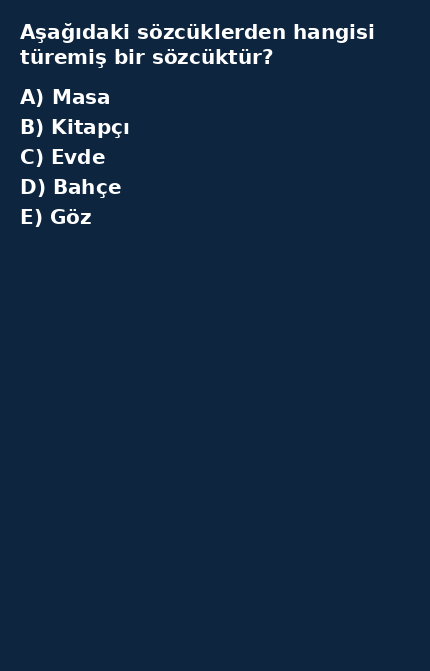 Aşağıdaki sözcüklerden hangisi
türemiş bir sözcüktür?
A) Masa
B) Kitapçı
C) Evde
D) Bahçe
E) Göz